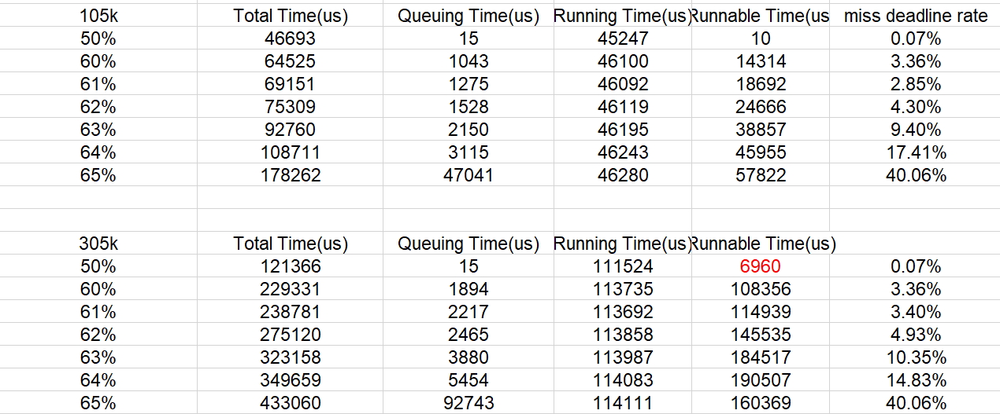 105k Total Time(us) Queuing Time(us) Running Time(us) Runnable Time(us miss deadline rate
50% 46693 15 45247 10 0.07%
60% 64525 1043 46100 14314 3.36%
61% 69151 1275 46092 18692 2.85%
62% 75309 1528 46119 24666 4.30%
63% 92760 2150 46195 38857 9.40%
64% 108711 3115 46243 45955 17.41%
65% 178262 47041 46280 57822 40.06%
305k Total Time(us) Queuing Time(us) Running Time(us) Runnable Time(us)
50% 121366 15 111524 6960 0.07%
60% 229331 1894 113735 108356 3.36%
61% 238781 2217 113692 114939 3.40%
62% 275120 2465 113858 145535 4.93%
63% 323158 3880 113987 184517 10.35%
64% 349659 5454 114083 190507 14.83%
65% 433060 92743 114111 160369 40.06%